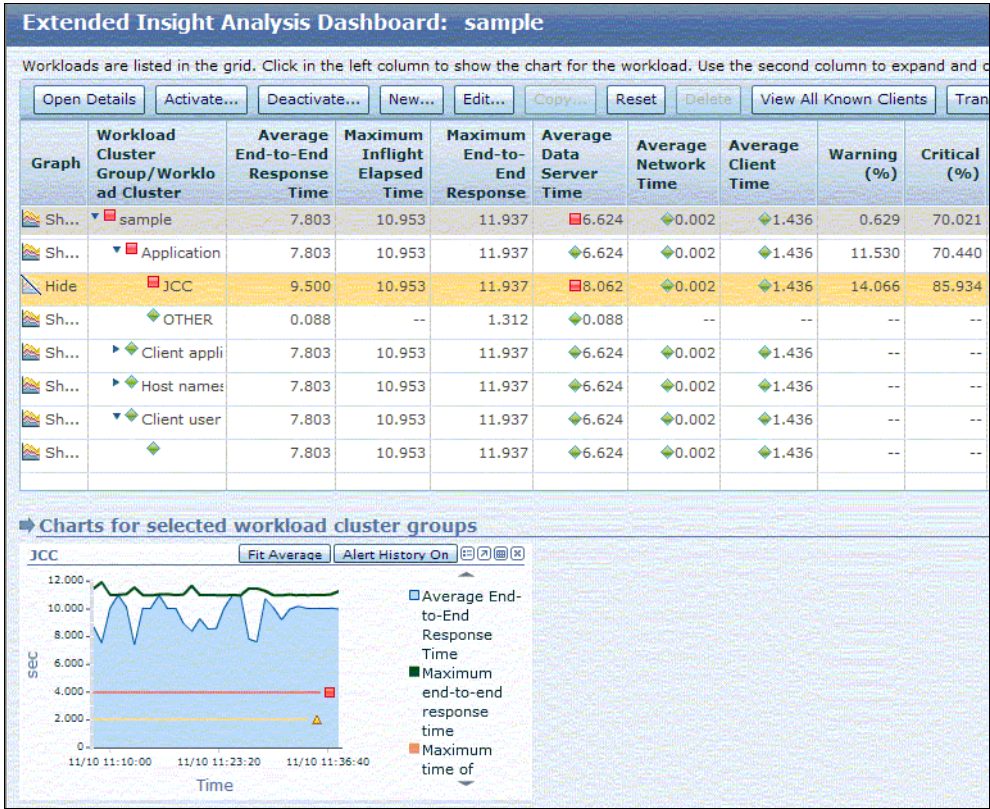 Extended Insight Analysis Dashboard: sample
Workloads are listed in the grid. Click in the left column to show the chart for the workload. Use the second column to expand and c
Open Details Activate... Deactivate... New... Edit... Copy... Reset Delete View All Known Clients Tran
Graph
Workload
Cluster
Group/Worklo
ad Cluster
Average
End-to-End
Response
Time
Maximum
Inflight
Elapsed
Time
Maximum
End-to-
End
Response
Average
Data
Server
Time
Average
Network
Time
Average
Client
Time
Warning
(%)
Critical
(%)
Sh... sample 7.803 10.953 11.937 6.624 0.002 1.436 0.629 70.021
Sh... Application 7.803 10.953 11.937 6.624 0.002 1.436 11.530 70.440
Hide JCC 9.500 10.953 11.937 8.062 0.002 1.436 14.066 85.934
Sh... OTHER 0.088 -- 1.312 0.088 -- -- -- --
Sh... Client appli 7.803 10.953 11.937 6.624 0.002 1.436 -- --
Sh... Host names 7.803 10.953 11.937 6.624 0.002 1.436 -- --
Sh... Client user 7.803 10.953 11.937 6.624 0.002 1.436 -- --
Sh... 7.803 10.953 11.937 6.624 0.002 1.436 -- --
Charts for selected workload cluster groups
JCC Fit Average Alert History On
12.000
10.000
8.000
6.000
4.000
2.000
0
sec
11/10 11:10:00 11/10 11:23:20 11/10 11:36:40
Time
Average End-
to-End
Response
Time
Maximum
end-to-end
response
time
Maximum
time of